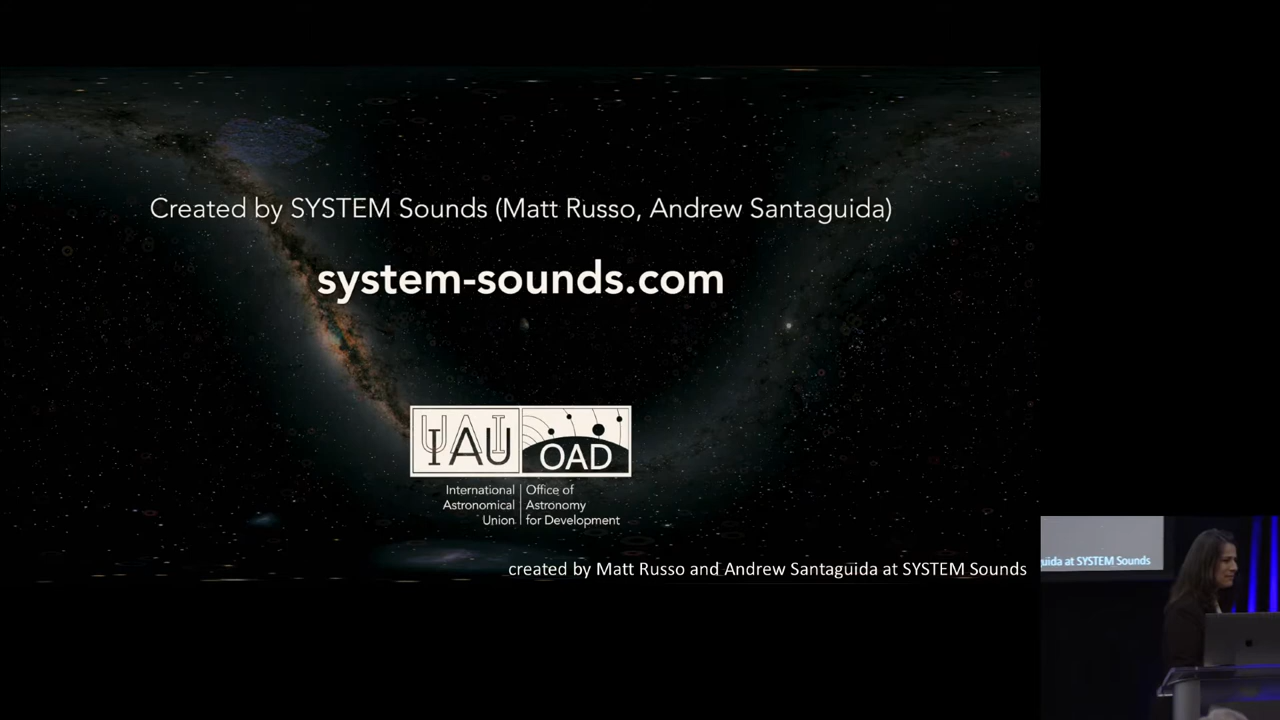 Created by SYSTEM Sounds (Matt Russo, Andrew Santaguida)
system-sounds.com
IAU
OAD
International
Astronomical
Union
Office of
Astronomy
for Development
created by Matt Russo and Andrew Santaguida at SYSTEM Sounds
uida at SYSTEM Sounds